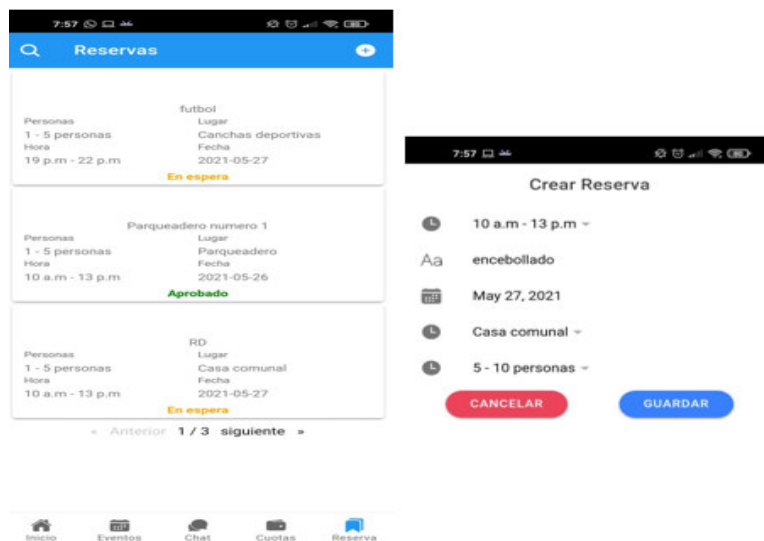 7:57
Reservas
futbol
Personas Lugar
1 - 5 personas Canchas deportivas
Hora Fecha
19 p.m - 22 p.m 2021-05-27
En espera
Parqueadero numero 1
Personas Lugar
1 - 5 personas Parqueadero
Hora Fecha
10 a.m - 13 p.m 2021-05-26
Aprobado
RD
Personas Lugar
1 - 5 personas Casa comunal
Hora Fecha
10 a.m - 13 p.m 2021-05-27
En espera
« Anterior 1 / 3 siguiente »
Inicio Eventos Chat Cuotas Reserva
7:57
Crear Reserva
10 a.m - 13 p.m
Aa encebollado
May 27, 2021
Casa comunal
5 - 10 personas
CANCELAR GUARDAR